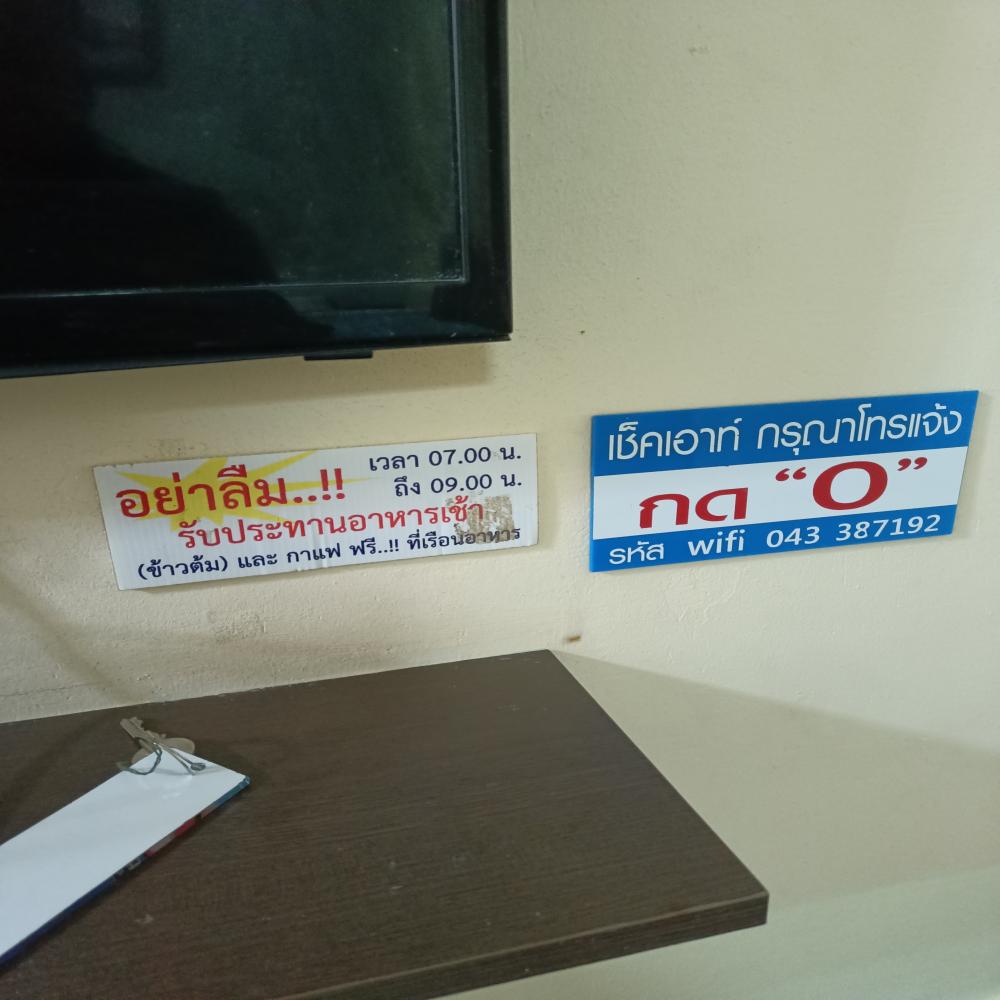 อย่าลืม..!!
เวลา 07.00 น.
ถึง 09.00 น.
รับประทานอาหารเช้า
(ข้าวต้ม) และ กาแฟ ฟรี..!! ที่เรือนอาหาร
เช็คเอาท์ กรุณาโทรแจ้ง
กด “0”
รหัส wifi 043 387192